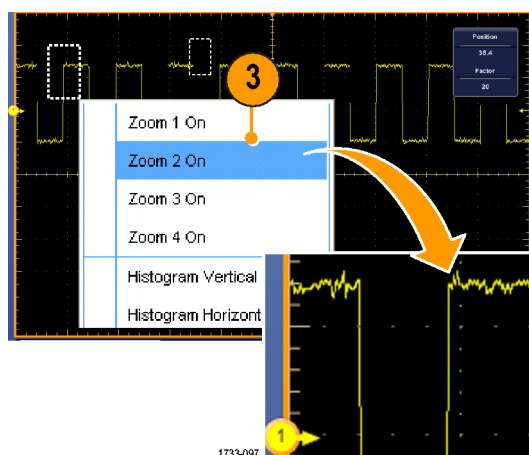 Position
36.4
Factor
20
3
Zoom 1 On
Zoom 2 On
Zoom 3 On
Zoom 4 On
Histogram Vertical
Histogram Horizont
1
1
1733-097